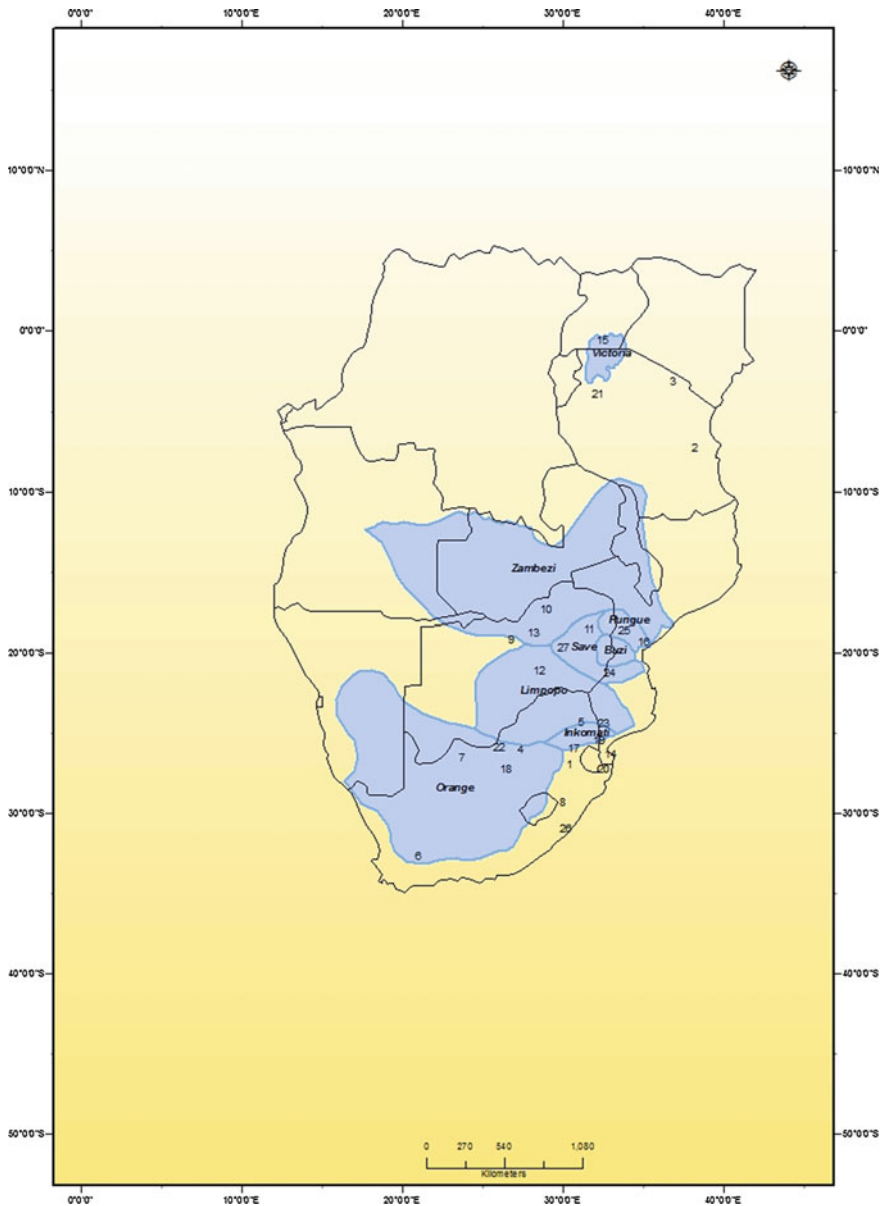 0°0'0" 10°0'0"E 20°0'0"E 30°0'0"E 40°0'0"E
10°0'0"N 10°0'0"N
0°0'0" 0°0'0"
15
Victoria
3
21
2
10°0'0"S 10°0'0"S
Zambezi
10
Pungue
11 25
13
9 16
20°0'0"S 20°0'0"S
27 Save Buzi
12 24
Limpopo
5 23
Inkomati
22 4 17 14
7 1
18 20
Orange
8
30°0'0"S 30°0'0"S
26
6
40°0'0"S 40°0'0"S
50°0'0"S 50°0'0"S
0 270 540 1,080
Kilometers
0°0'0" 10°0'0"E 20°0'0"E 30°0'0"E 40°0'0"E